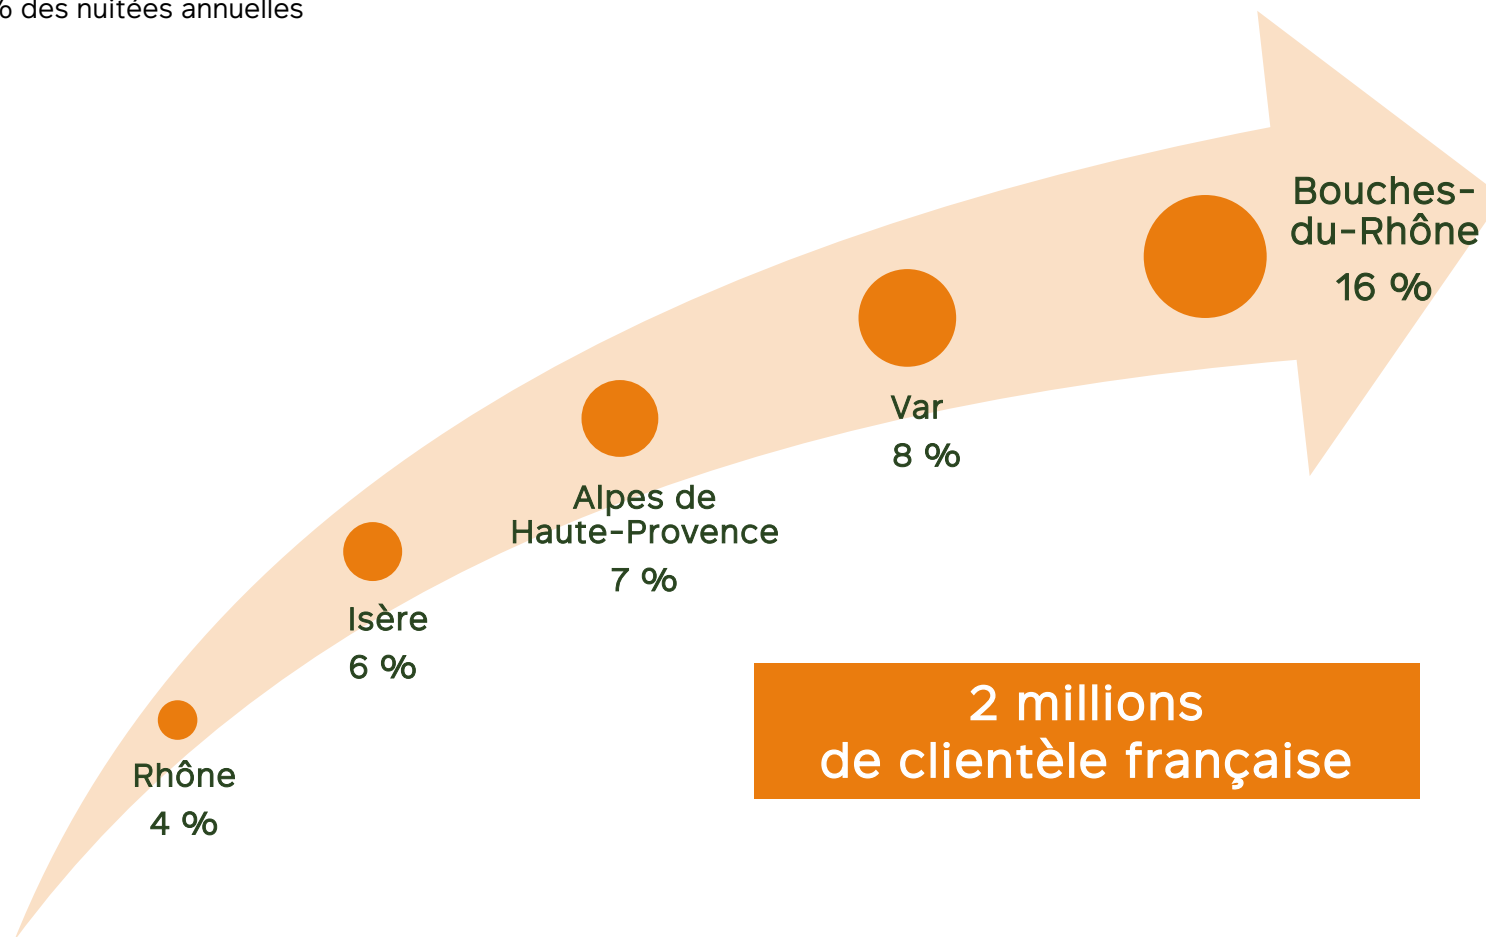 % des nuitées annuelles
Bouches-
du-Rhône
16 %
Var
8 %
Alpes de
Haute-Provence
7 %
Isère
6 %
Rhône
4 %
2 millions
de clientèle française